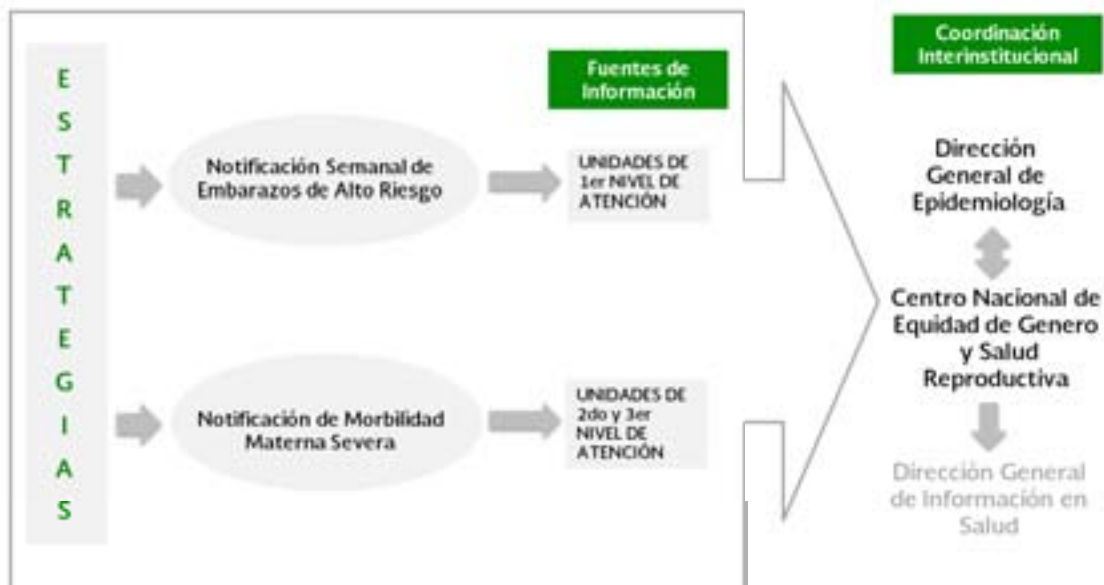 E
S
T
R
A
T
E
G
I
A
S
Notificación Semanal de
Embarazos de Alto Riesgo
Notificación de Morbilidad
Materna Severa
Fuentes de
Información
UNIDADES DE
1er NIVEL DE
ATENCIÓN
UNIDADES DE
2do y 3er
NIVEL DE
ATENCIÓN
Coordinación
Interinstitucional
Dirección
General de
Epidemiología
Centro Nacional de
Equidad de Genero
y Salud
Reproductiva
Dirección General
de Información en
Salud